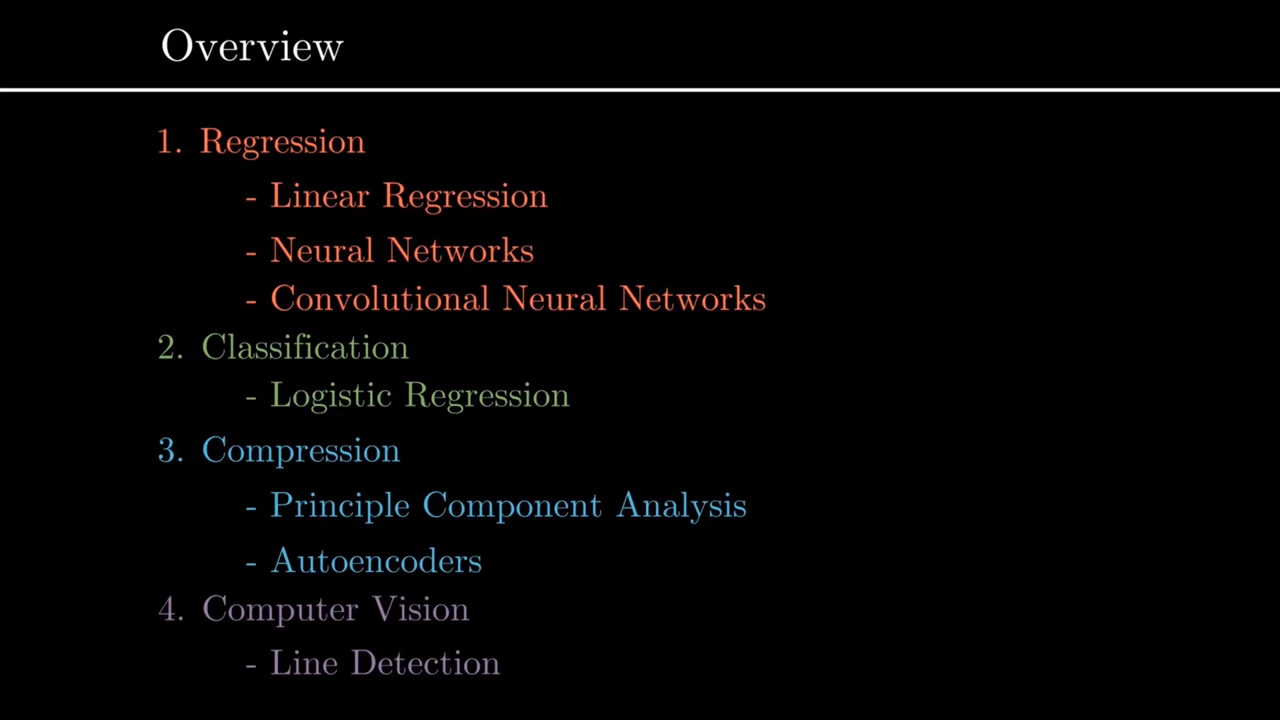 Overview
1. Regression
- Linear Regression
- Neural Networks
- Convolutional Neural Networks
2. Classification
- Logistic Regression
3. Compression
- Principle Component Analysis
- Autoencoders
4. Computer Vision
- Line Detection